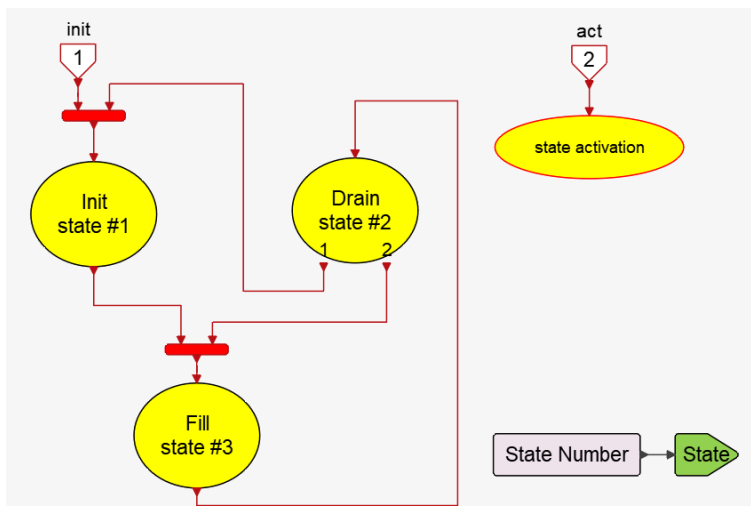 init
1
act
2
state activation
Init
state #1
Drain
state #2
1
2
Fill
state #3
State Number
State